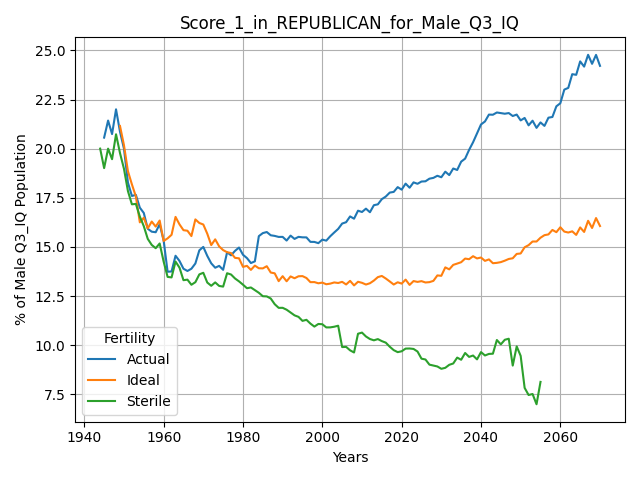 Score_1_in_REPUBLICAN_for_Male_Q3_IQ
% of Male Q3_IQ Population
25.0
22.5
20.0
17.5
15.0
12.5
10.0
7.5
Fertility
Actual
Ideal
Sterile
1940 1960 1980 2000 2020 2040 2060
Years